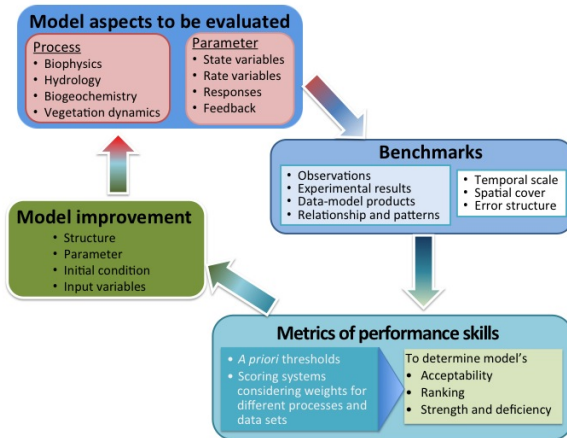 Model aspects to be evaluated
Process
• Biophysics
• Hydrology
• Biogeochemistry
• Vegetation dynamics
Parameter
• State variables
• Rate variables
• Responses
• Feedback
Benchmarks
• Observations
• Experimental results
• Data-model products
• Relationship and patterns
• Temporal scale
• Spatial cover
• Error structure
Model improvement
• Structure
• Parameter
• Initial condition
• Input variables
Metrics of performance skills
• A priori thresholds
• Scoring systems
considering weights for
different processes and
data sets
To determine model's
• Acceptability
• Ranking
• Strength and deficiency